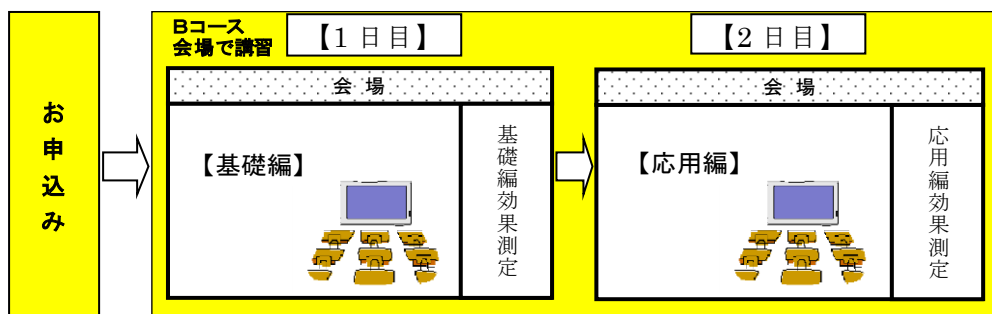 お申込み
Bコース
会場で講習
【1日目】
会 場
【基礎編】
基礎編効果測定
【2日目】
会 場
【応用編】
応用編効果測定